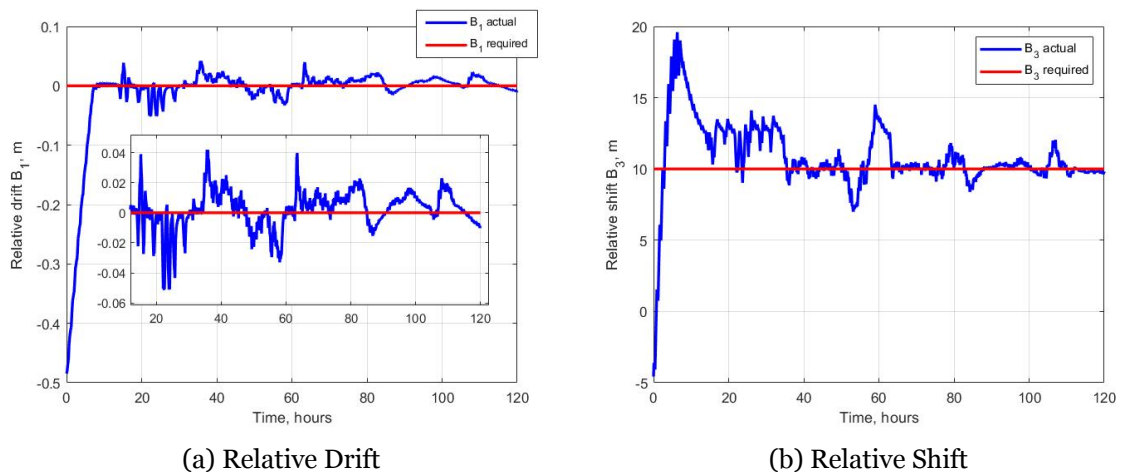 0.1
0
-0.1
-0.2
-0.3
-0.4
-0.5
Relative drift B1, m
B1 actual
B1 required
0.04
0.02
0
-0.02
-0.04
-0.06
20 40 60 80 100 120
0 20 40 60 80 100 120
Time, hours
(a) Relative Drift
20
15
10
5
0
-5
Relative shift B3, m
B3 actual
B3 required
0 20 40 60 80 100 120
Time, hours
(b) Relative Shift